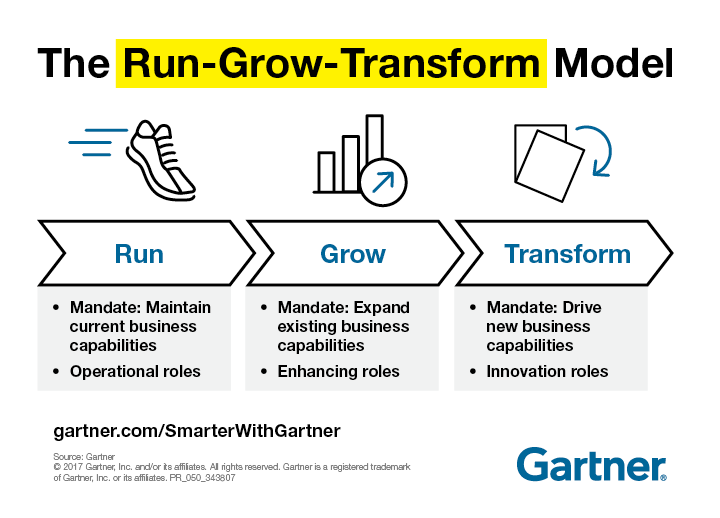 The Run-Grow-Transform Model
Run
Grow
Transform
• Mandate: Maintain
current business
capabilities
• Operational roles
• Mandate: Expand
existing business
capabilities
• Enhancing roles
• Mandate: Drive
new business
capabilities
• Innovation roles
gartner.com/SmarterWithGartner
Source: Gartner
© 2017 Gartner, Inc. and/or its affiliates. All rights reserved. Gartner is a registered trademark
of Gartner, Inc. or its affiliates. PR_050_343807
Gartner®